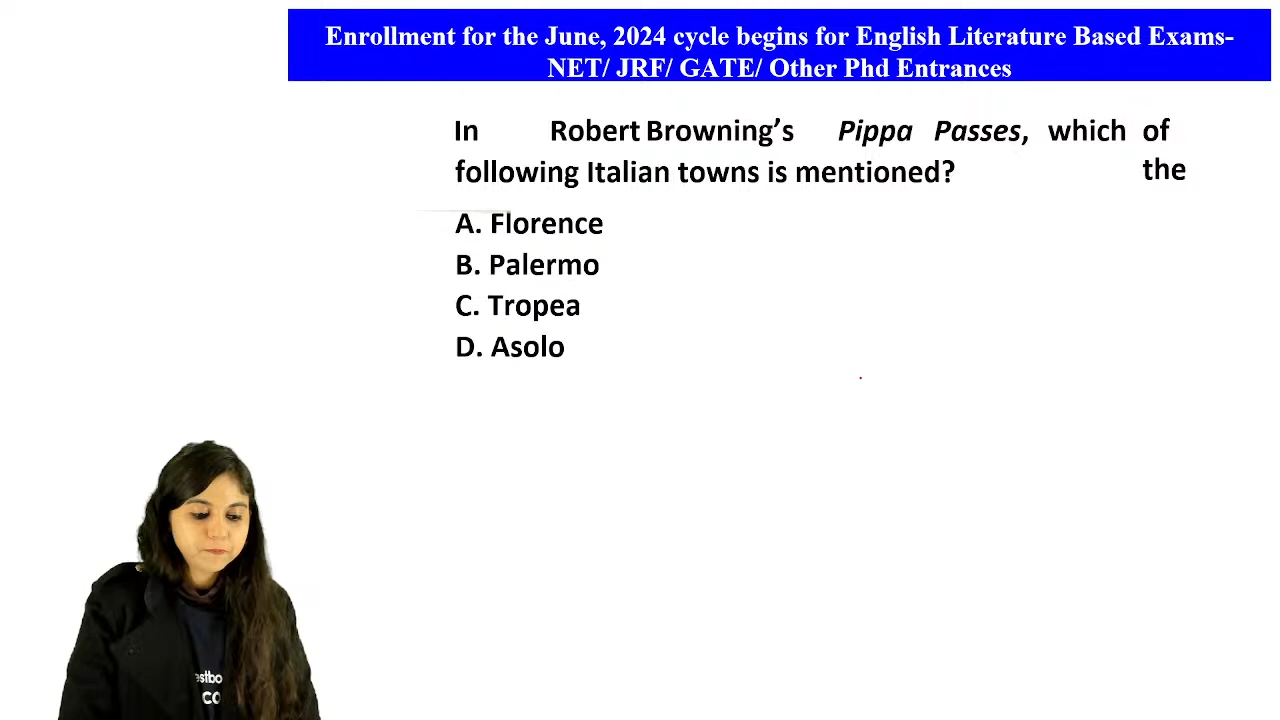 Enrollment for the June, 2024 cycle begins for English Literature Based Exams-
NET/ JRF/ GATE/ Other Phd Entrances
In Robert Browning’s Pippa Passes, which of the
following Italian towns is mentioned?
A. Florence
B. Palermo
C. Tropea
D. Asolo